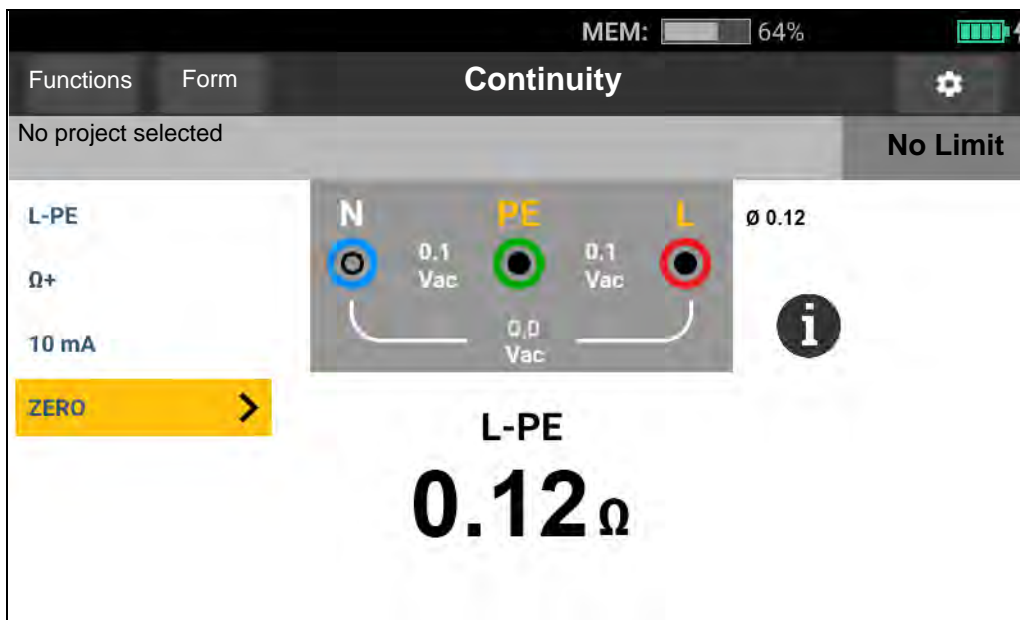 MEM: 64%
Functions Form Continuity
No project selected
No Limit
L-PE
Ω+
10 mA
ZERO
N PE L
0.1 Vac
0.1 Vac
0.0 Vac
Ø 0.12
L-PE
0.12 Ω